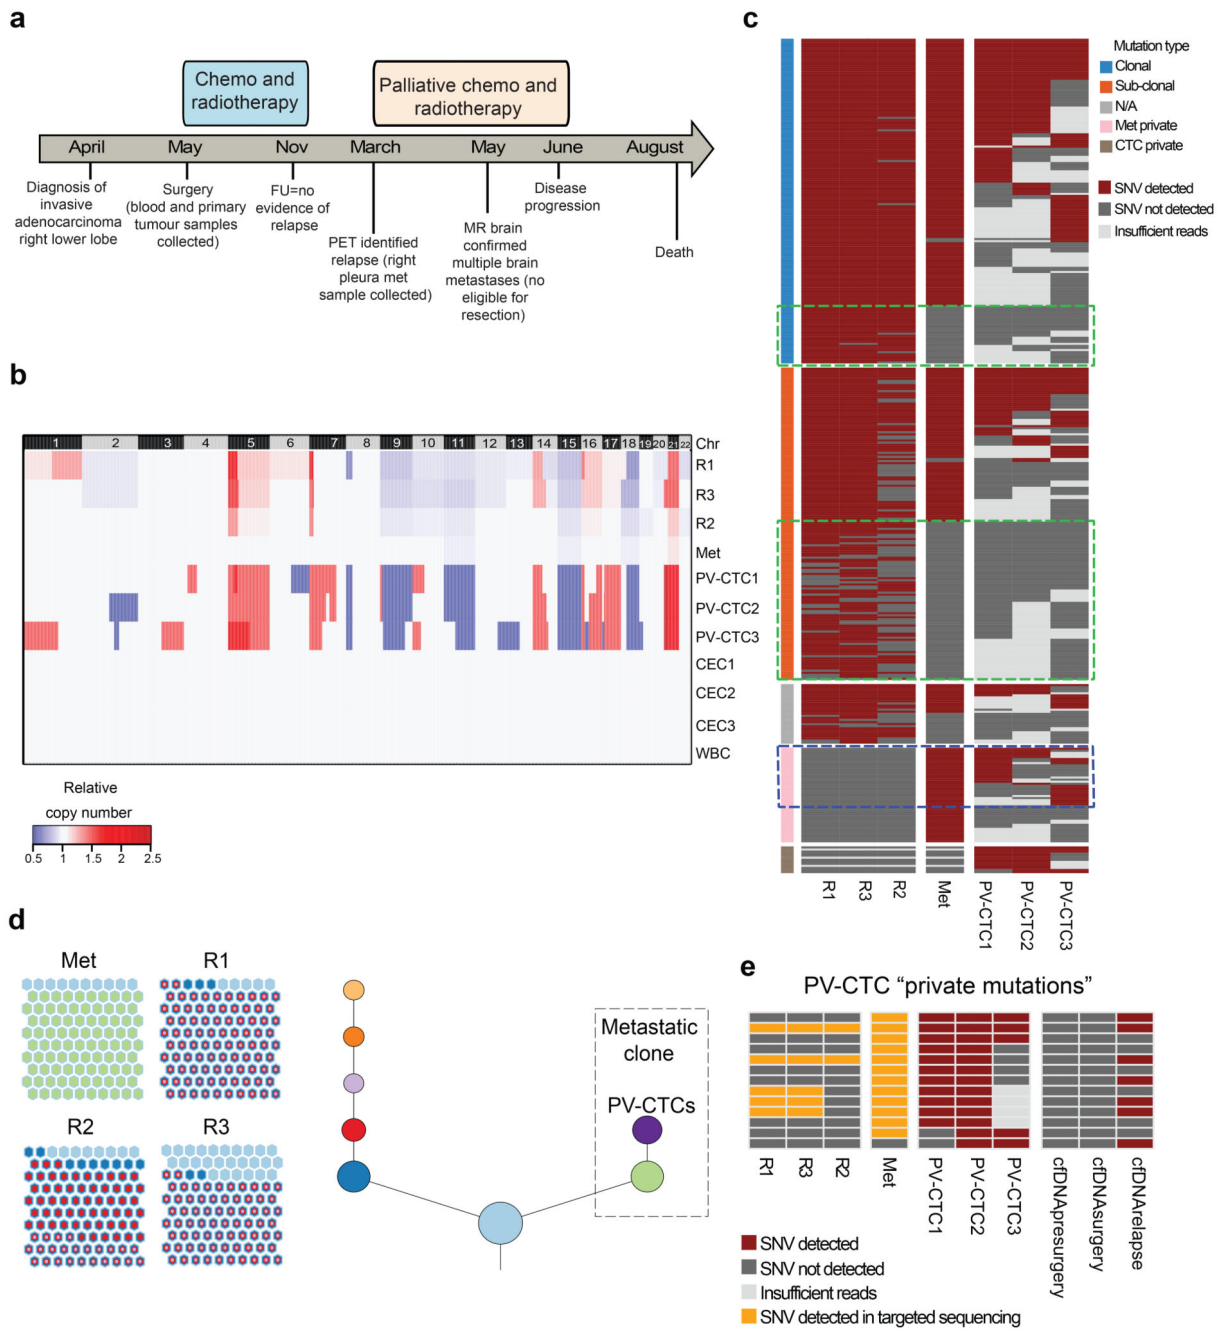 a
Chemo and
radiotherapy
Palliative chemo and
radiotherapy
April
May
Nov
March
May
June
August
Diagnosis of
invasive
adenocarcinoma
right lower lobe
Surgery
(blood and primary
tumour samples
collected)
FU=no
evidence of
relapse
PET identified
relapse (right
pleura met
sample collected)
MR brain
confirmed
multiple brain
metastases (no
eligible for
resection)
Disease
progression
Death
b
1 2 3 4 5 6 7 8 9 10 11 12 13 14 15 16 17 18 19 20 21 22 Chr
R1
R3
R2
Met
PV-CTC1
PV-CTC2
PV-CTC3
CEC1
CEC2
CEC3
WBC
Relative
copy number
0.5 1 1.5 2 2.5
c
Mutation type
Clonal
Sub-clonal
N/A
Met private
CTC private
SNV detected
SNV not detected
Insufficient reads
R1
R3
R2
Met
PV-CTC1
PV-CTC2
PV-CTC3
d
Met
R1
R2
R3
Metastatic
clone
PV-CTCs
e
PV-CTC “private mutations”
R1
R3
R2
Met
PV-CTC1
PV-CTC2
PV-CTC3
cfDNApresurgery
cfDNAsurgery
cfDNArelapse
SNV detected
SNV not detected
Insufficient reads
SNV detected in targeted sequencing